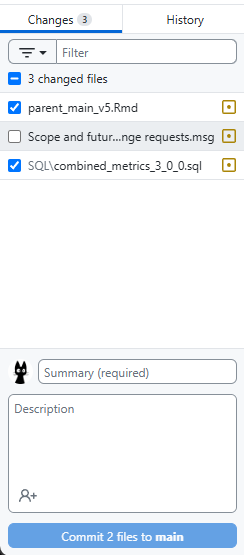 Changes 3 History
Filter
3 changed files
parent_main_v5.Rmd
Scope and futur...nge requests.msg
SQL\combined_metrics_3_0_0.sql
Summary (required)
Description
Commit 2 files to main